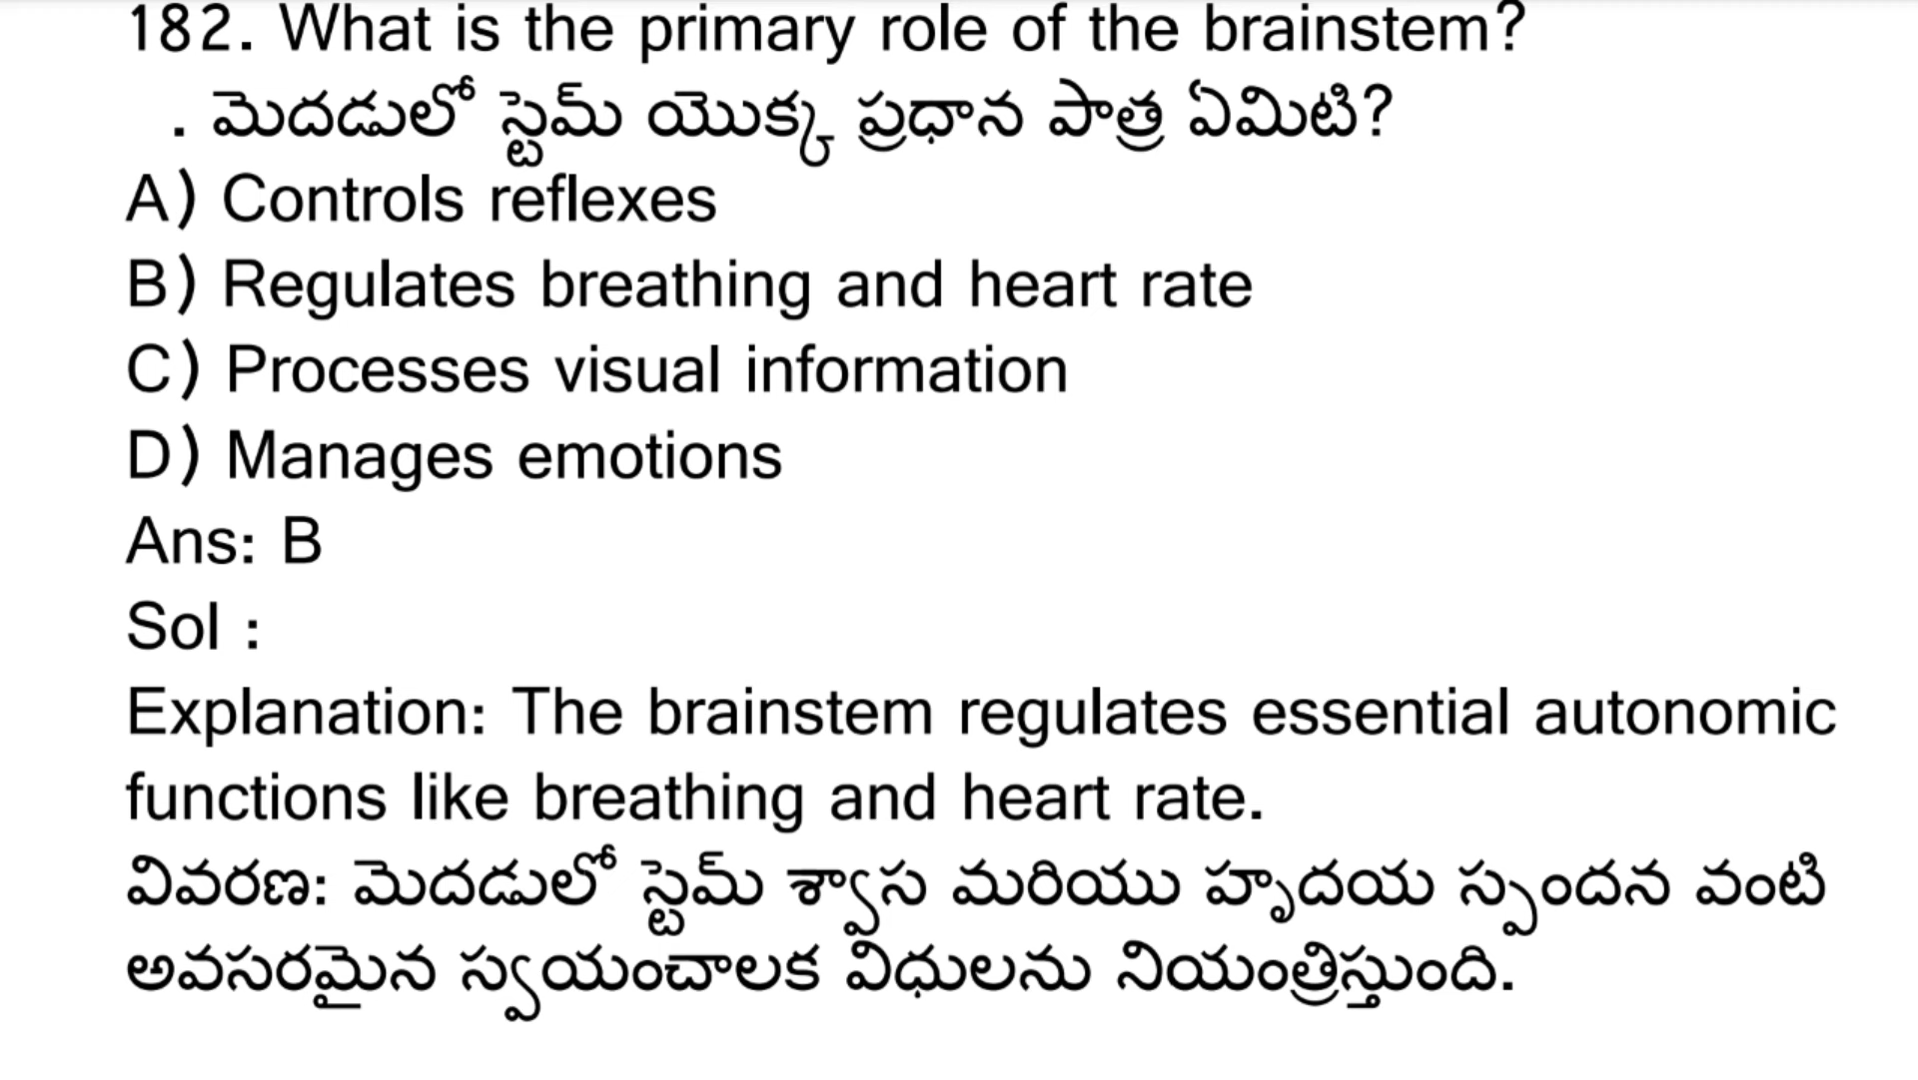 182. What is the primary role of the brainstem?
. మెదడులో స్టెమ్ యొక్క ప్రధాన పాత్ర ఏమిటి?
A) Controls reflexes
B) Regulates breathing and heart rate
C) Processes visual information
D) Manages emotions
Ans: B
Sol :
Explanation: The brainstem regulates essential autonomic
functions like breathing and heart rate.
వివరణ: మెదడులో స్టెమ్ శ్వాస మరియు హృదయ స్పందన వంటి
అవసరమైన స్వయంచాలక విధులను నియంత్రిస్తుంది.